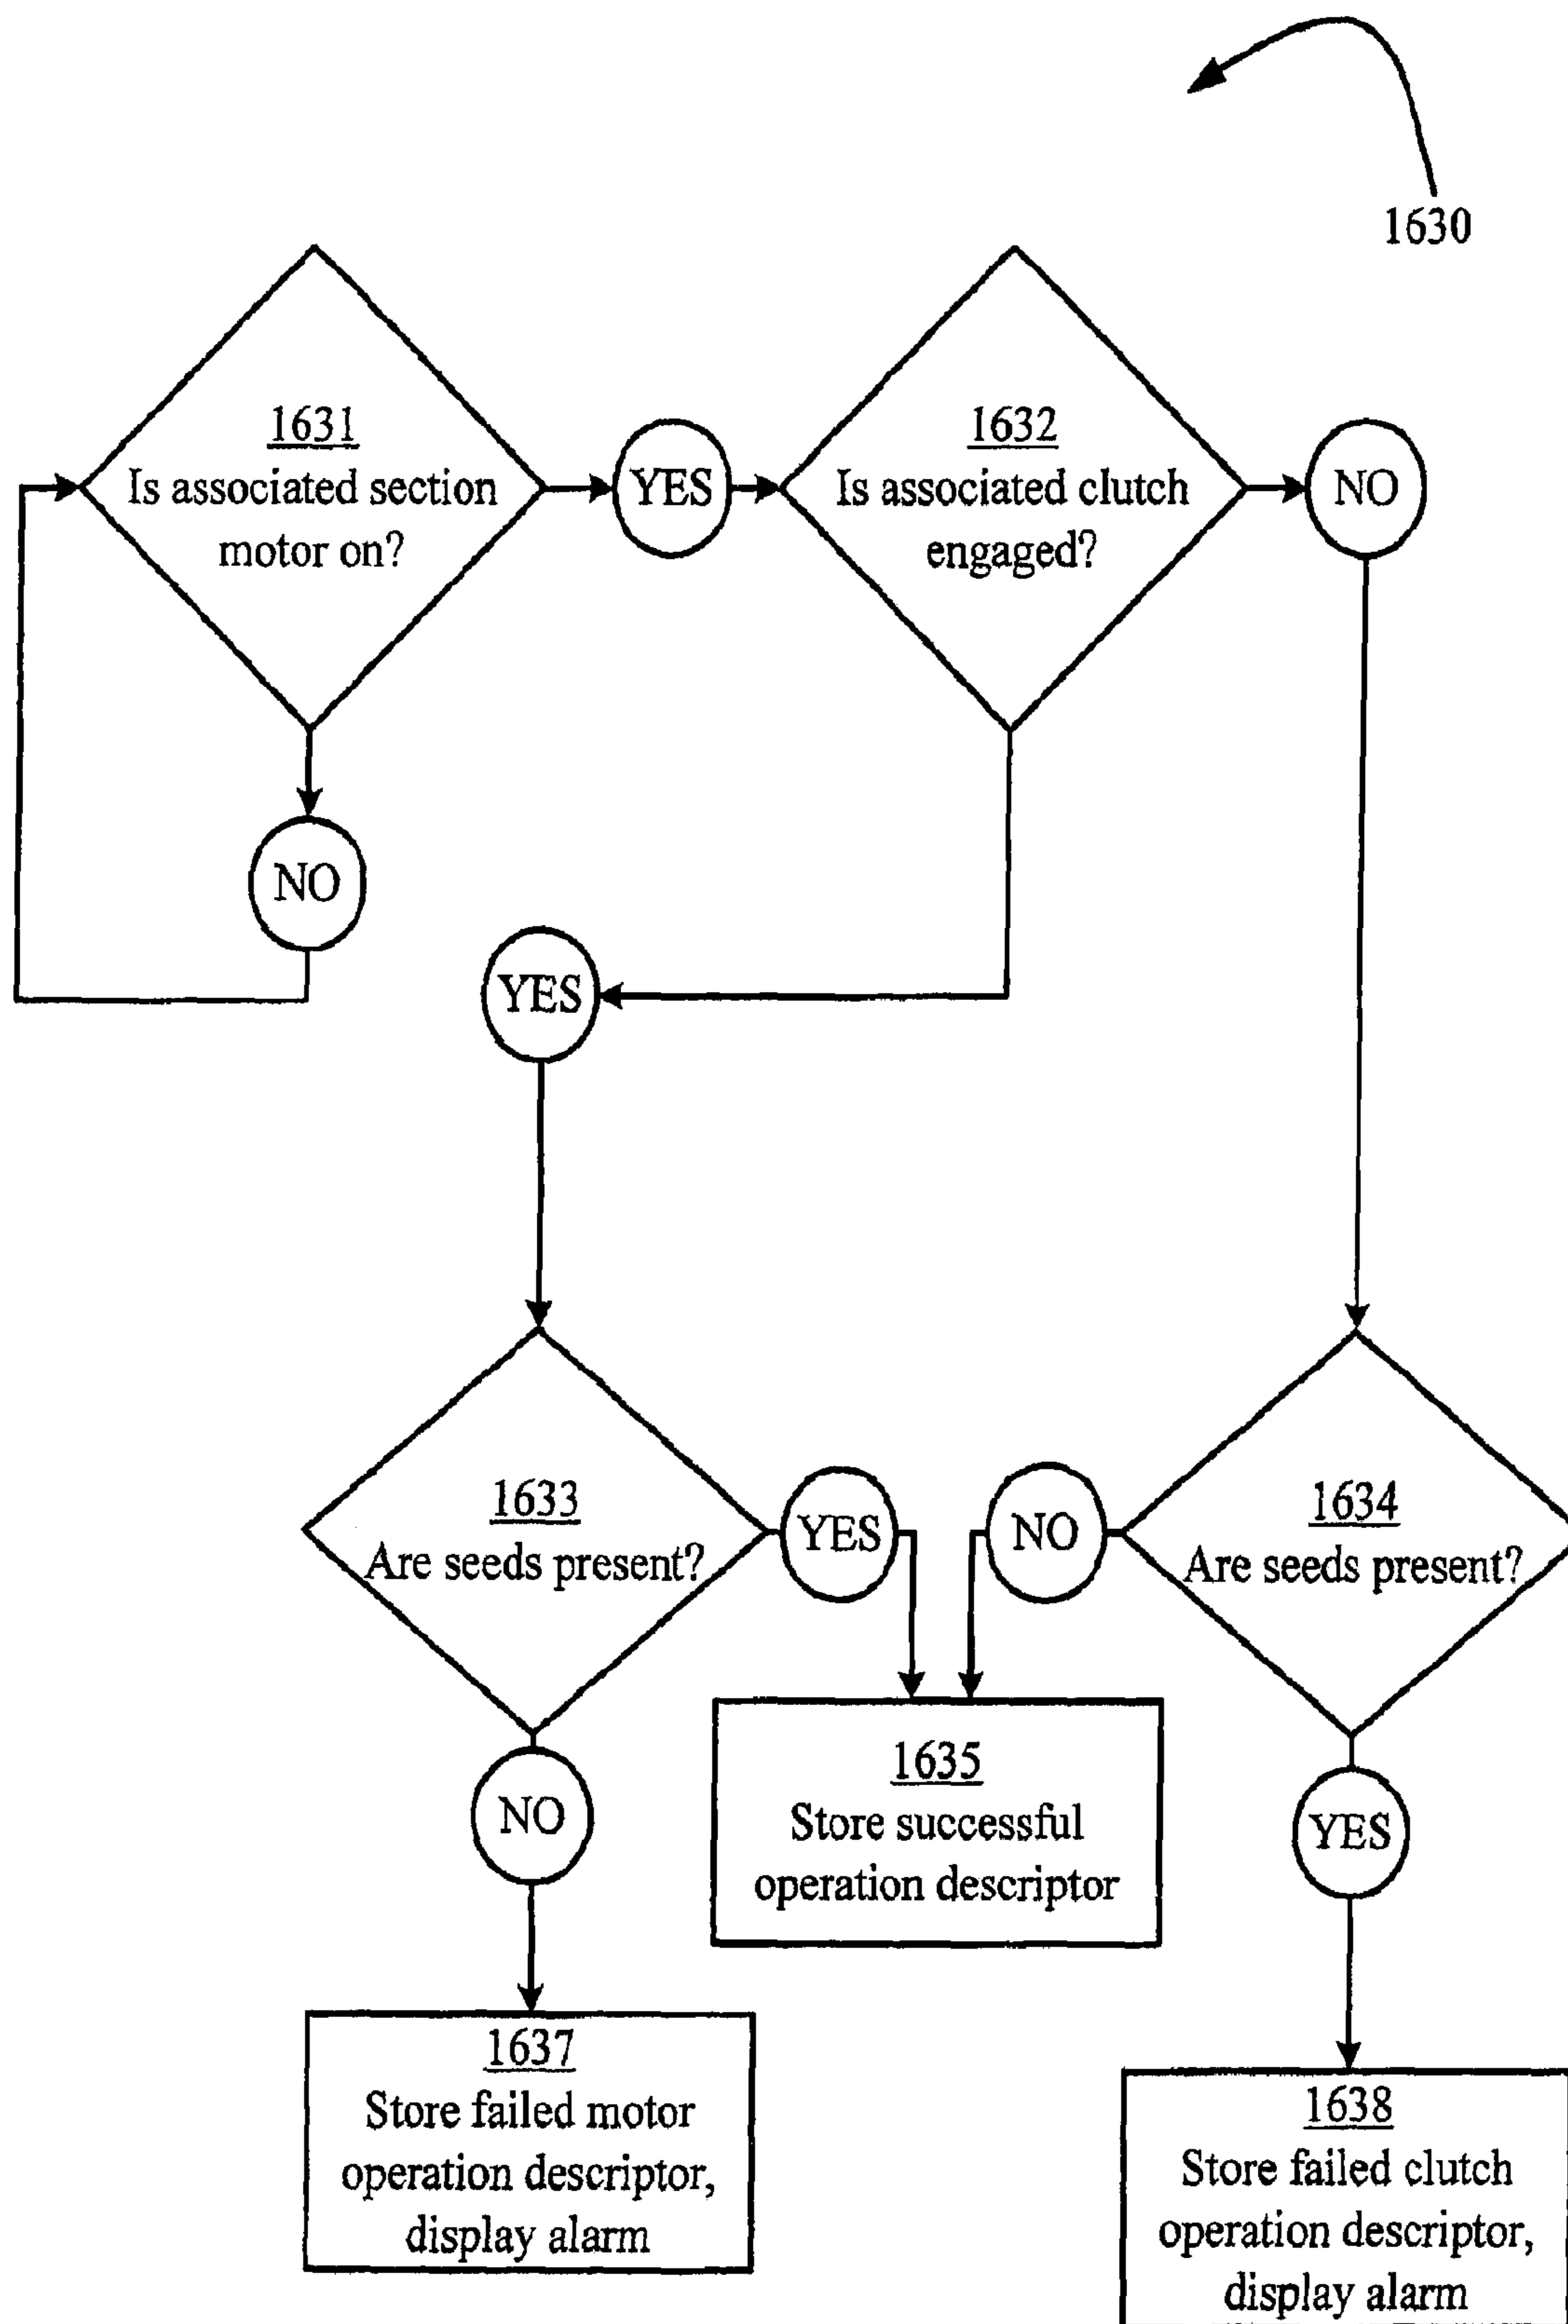 1630
1631
Is associated section
motor on?
YES
1632
Is associated clutch
engaged?
NO
NO
YES
1633
Are seeds present?
YES
NO
1634
Are seeds present?
NO
1635
Store successful
operation descriptor
YES
1637
Store failed motor
operation descriptor,
display alarm
1638
Store failed clutch
operation descriptor,
display alarm